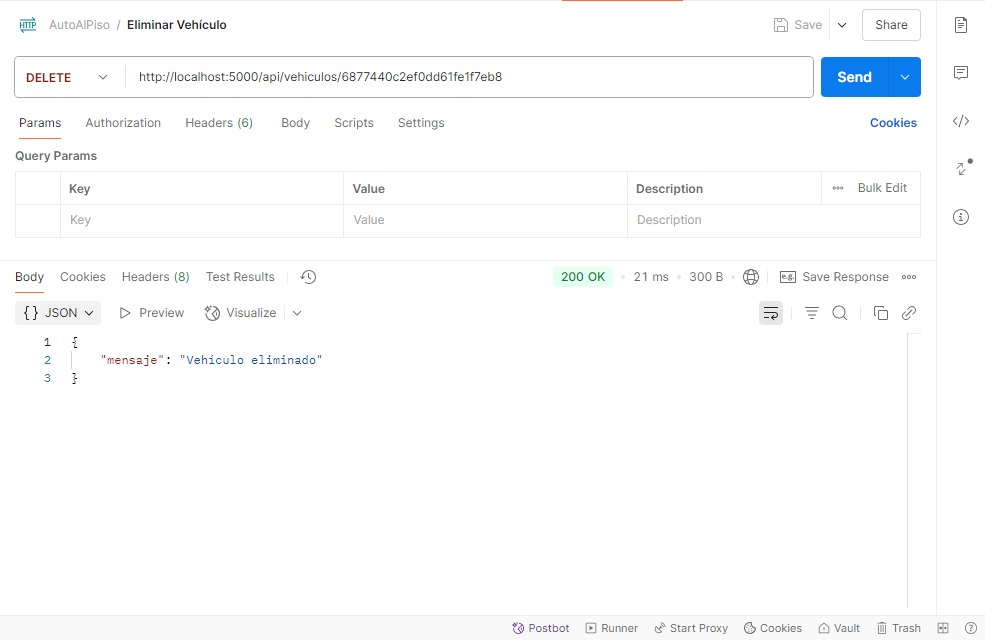 HTTP AutoAlPiso / Eliminar Vehículo Save Share
DELETE http://localhost:5000/api/vehiculos/6877440c2ef0dd61fe1f7eb8 Send
Params Authorization Headers (6) Body Scripts Settings Cookies
Query Params
Key Value Description ••• Bulk Edit
Key Value Description
Body Cookies Headers (8) Test Results 200 OK • 21 ms • 300 B • e.g. Save Response •••
{} JSON Preview Visualize
1 {
2 "mensaje": "Vehículo eliminado"
3 }
Postbot Runner Start Proxy Cookies Vault Trash